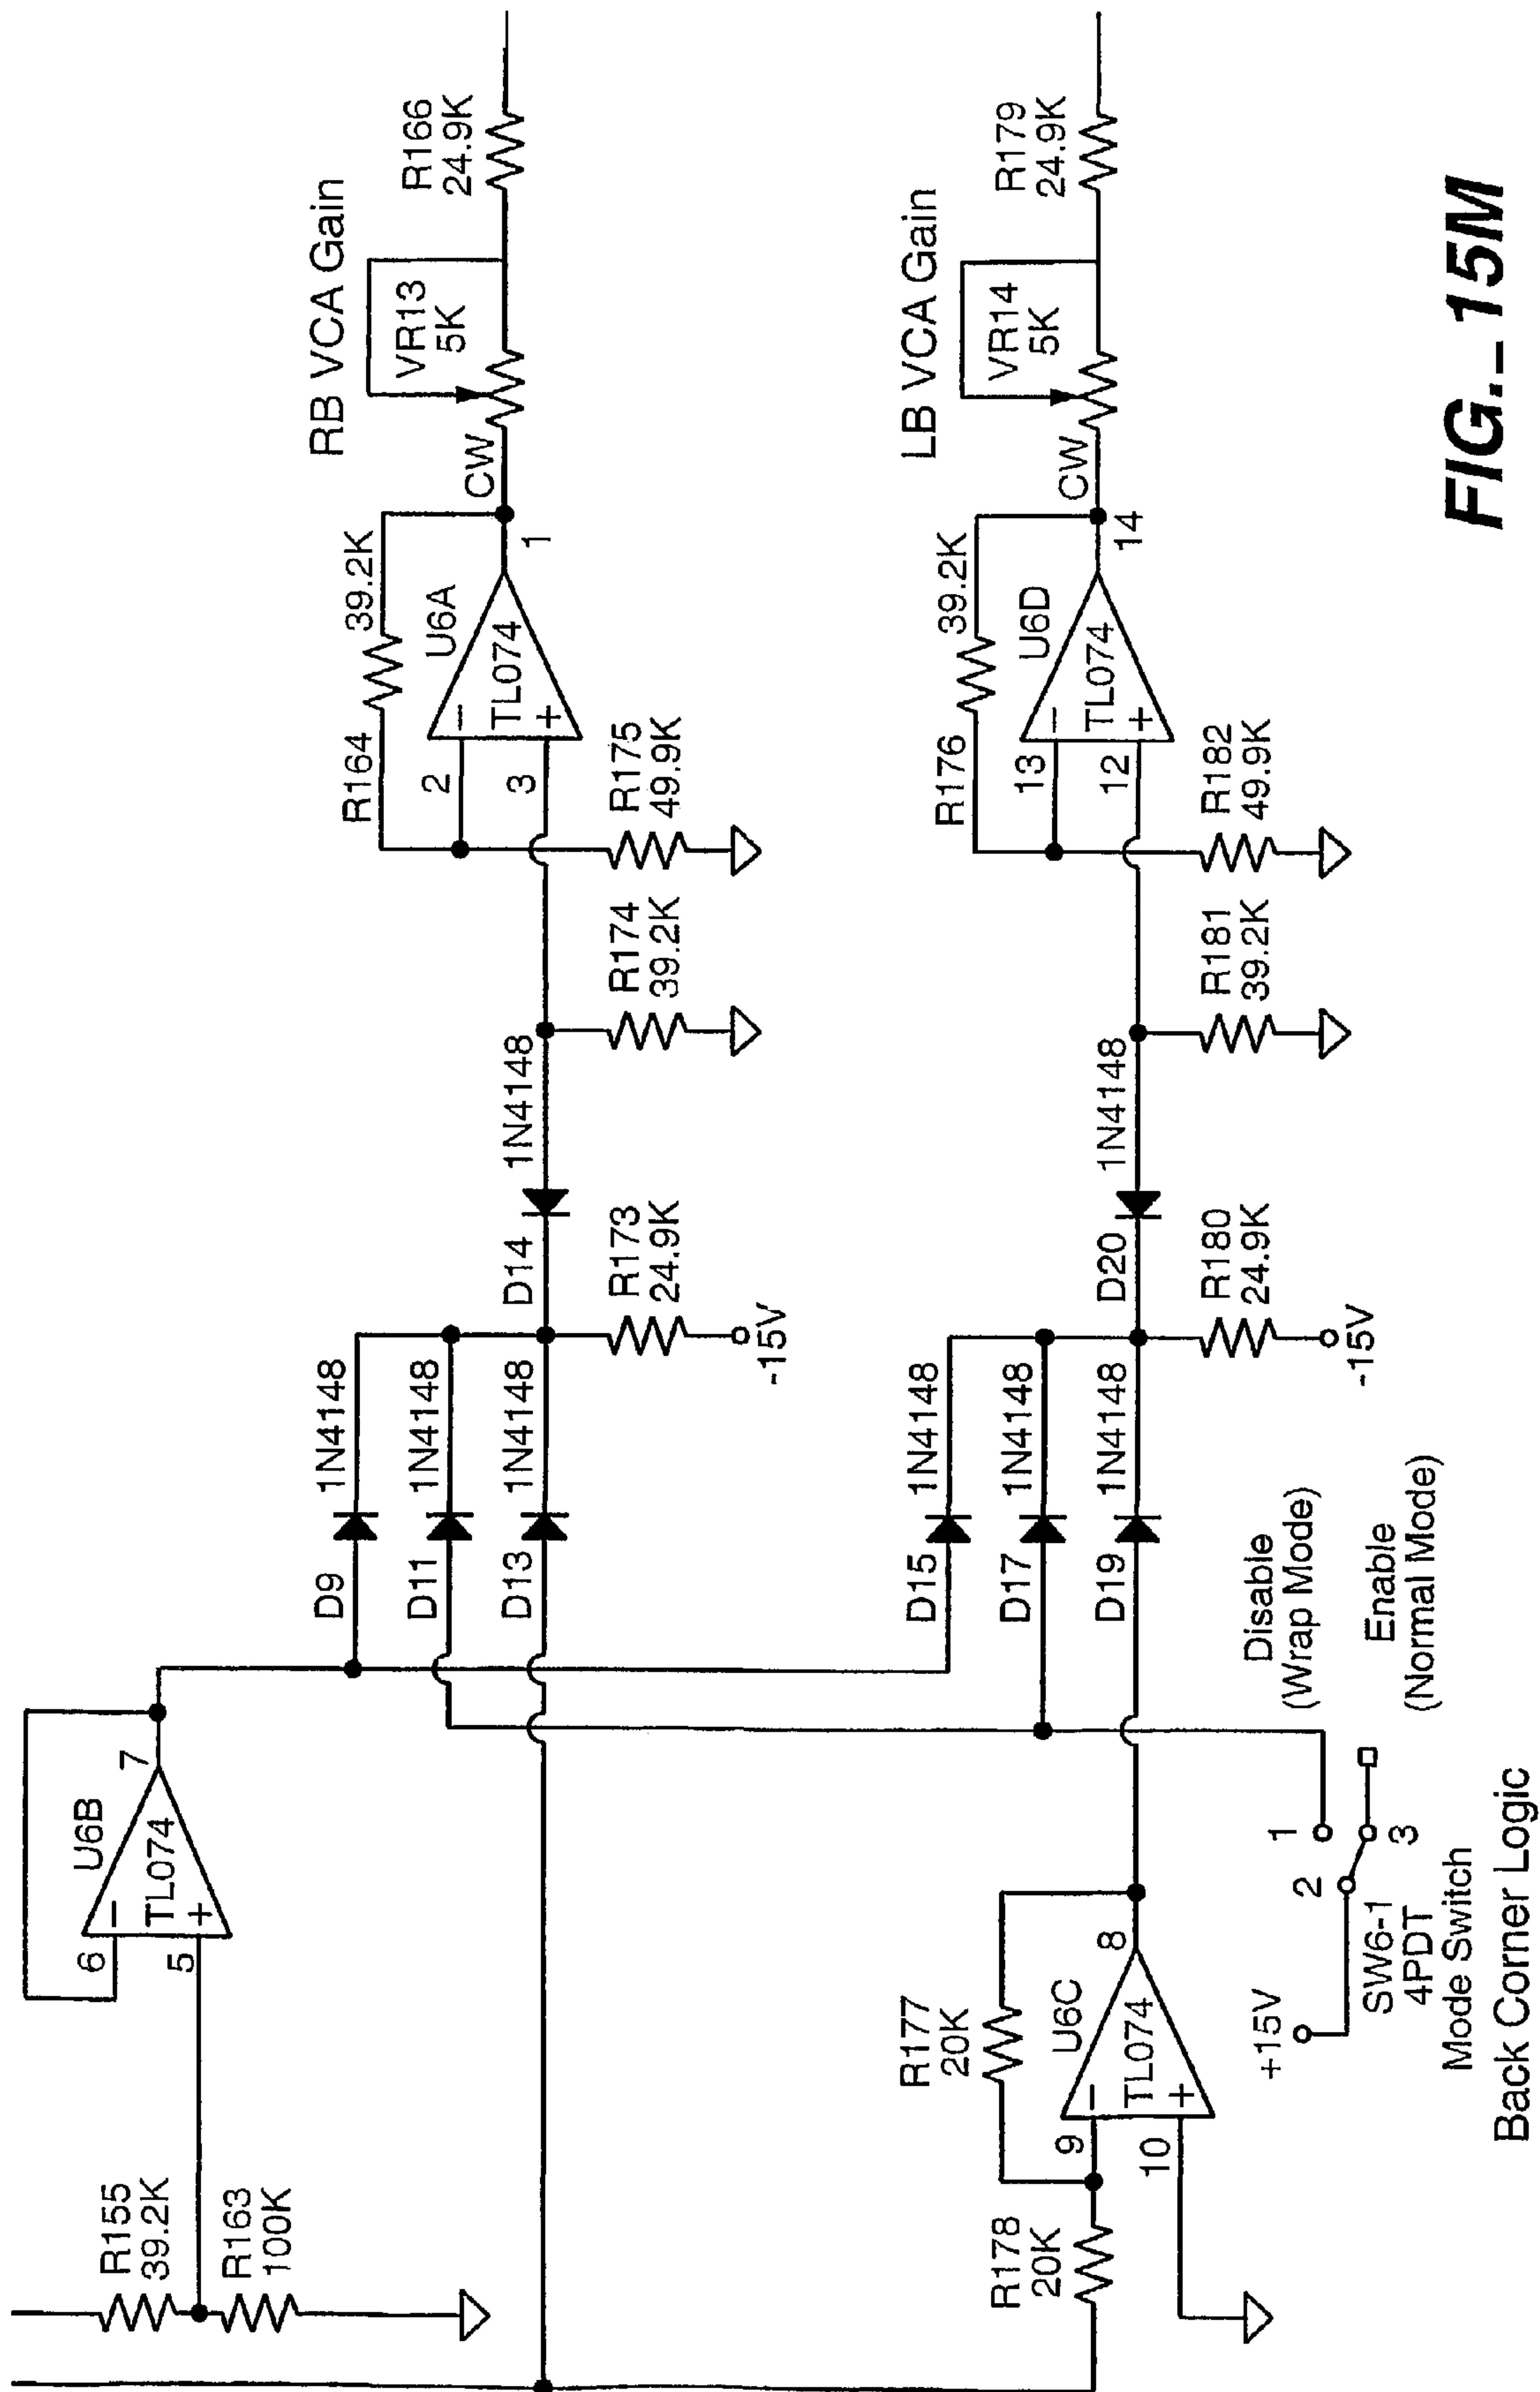 R155
39.2K
R163
100K
6
5
−
TL074
+
U6B
7
D9
1N4148
D11
1N4148
D13
1N4148
D14
1N4148
R173
24.9K
-15V
R174
39.2K
R175
49.9K
R164
39.2K
2
3
−
TL074
+
U6A
1
CW
RB VCA Gain
VR13
5K
R166
24.9K
R178
20K
R177
20K
9
10
−
TL074
+
U6C
8
D15
1N4148
D17
1N4148
D19
1N4148
D20
1N4148
R180
24.9K
-15V
R181
39.2K
R182
49.9K
R176
39.2K
13
12
−
TL074
+
U6D
14
CW
LB VCA Gain
VR14
5K
R179
24.9K
+15V
2
1
3
SW6-1
4PDT
Mode Switch
Disable
(Wrap Mode)
Enable
(Normal Mode)
Back Corner Logic
FIG._ 15M